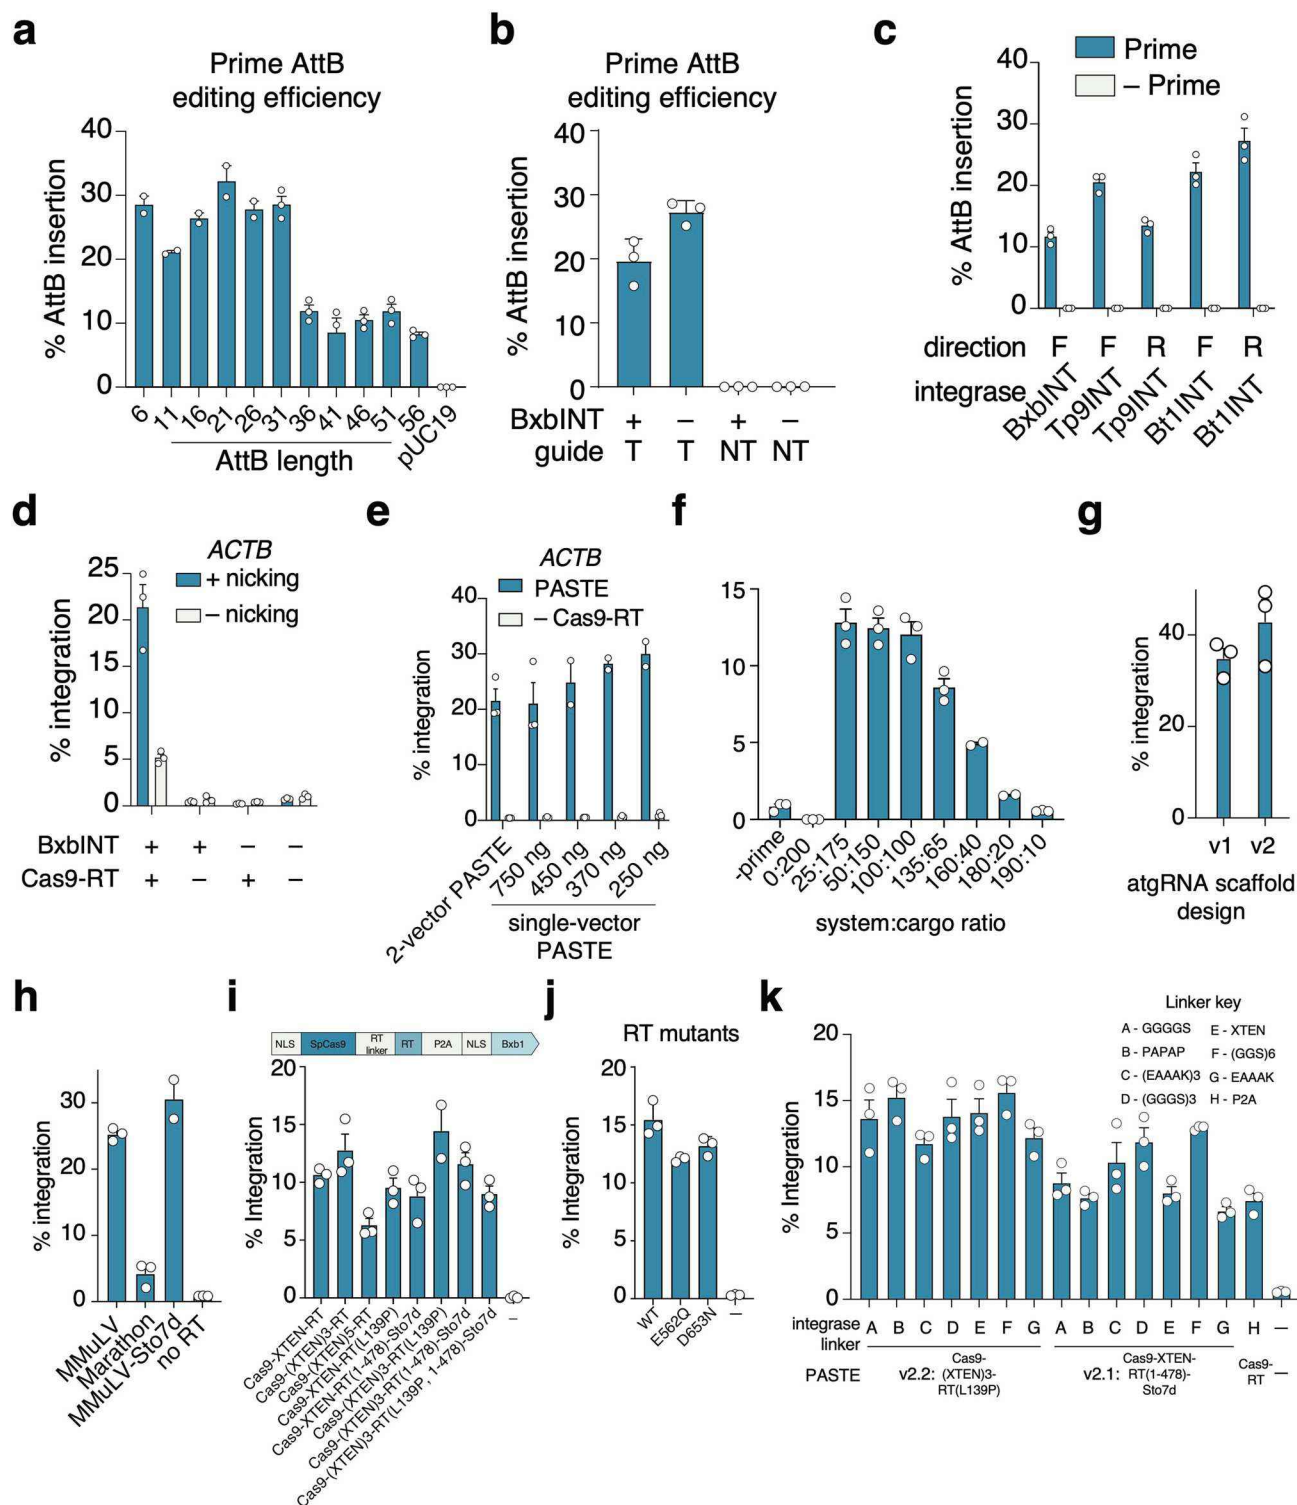 a
Prime AttB
editing efficiency
% AttB insertion
40
30
20
10
0
6
11
16
21
26
31
36
41
46
51
56
pUC19
AttB length
b
Prime AttB
editing efficiency
% AttB insertion
40
30
20
10
0
BxbINT + − + −
guide T T NT NT
c
Prime
– Prime
% AttB insertion
40
30
20
10
0
direction F F R F R
integrase
BxbINT
Tp9INT
Tp9INT
Bt1INT
Bt1INT
d
ACTB
+ nicking
– nicking
% integration
25
20
15
10
5
0
BxbINT + + − −
Cas9-RT + − + −
e
ACTB
PASTE
– Cas9-RT
% integration
40
30
20
10
0
2-vector PASTE
750 ng
450 ng
370 ng
250 ng
single-vector
PASTE
f
15
10
5
0
-prime
0:200
25:175
50:150
100:100
135:65
160:40
180:20
190:10
system:cargo ratio
g
% integration
40
20
0
v1 v2
atgRNA scaffold
design
h
% integration
30
20
10
0
MMuLV
Marathon
MMuLV-Sto7d
no RT
i
NLS SpCas9 RT linker RT P2A NLS Bxb1
% Integration
20
15
10
5
0
Cas9-XTEN-RT
Cas9-(XTEN)3-RT
Cas9-(XTEN)5-RT
Cas9-XTEN-RT(L139P)
Cas9-XTEN-RT(1-478)-Sto7d
Cas9-(XTEN)3-RT(L139P)
Cas9-(XTEN)3-RT(1-478)-Sto7d
Cas9-(XTEN)3-RT(L139P, 1-478)-Sto7d
–
j
RT mutants
% Integration
20
15
10
5
0
WT
E562Q
D653N
–
k
Linker key
A - GGGGS E - XTEN
B - PAPAP F - (GGS)6
C - (EAAAK)3 G - EAAAK
D - (GGGS)3 H - P2A
% Integration
20
15
10
5
0
integrase
linker
A B C D E F G A B C D E F G H –
PASTE
v2.2:
Cas9-
(XTEN)3-
RT(L139P)
v2.1:
Cas9-XTEN-
RT(1-478)-
Sto7d
Cas9-
RT
–